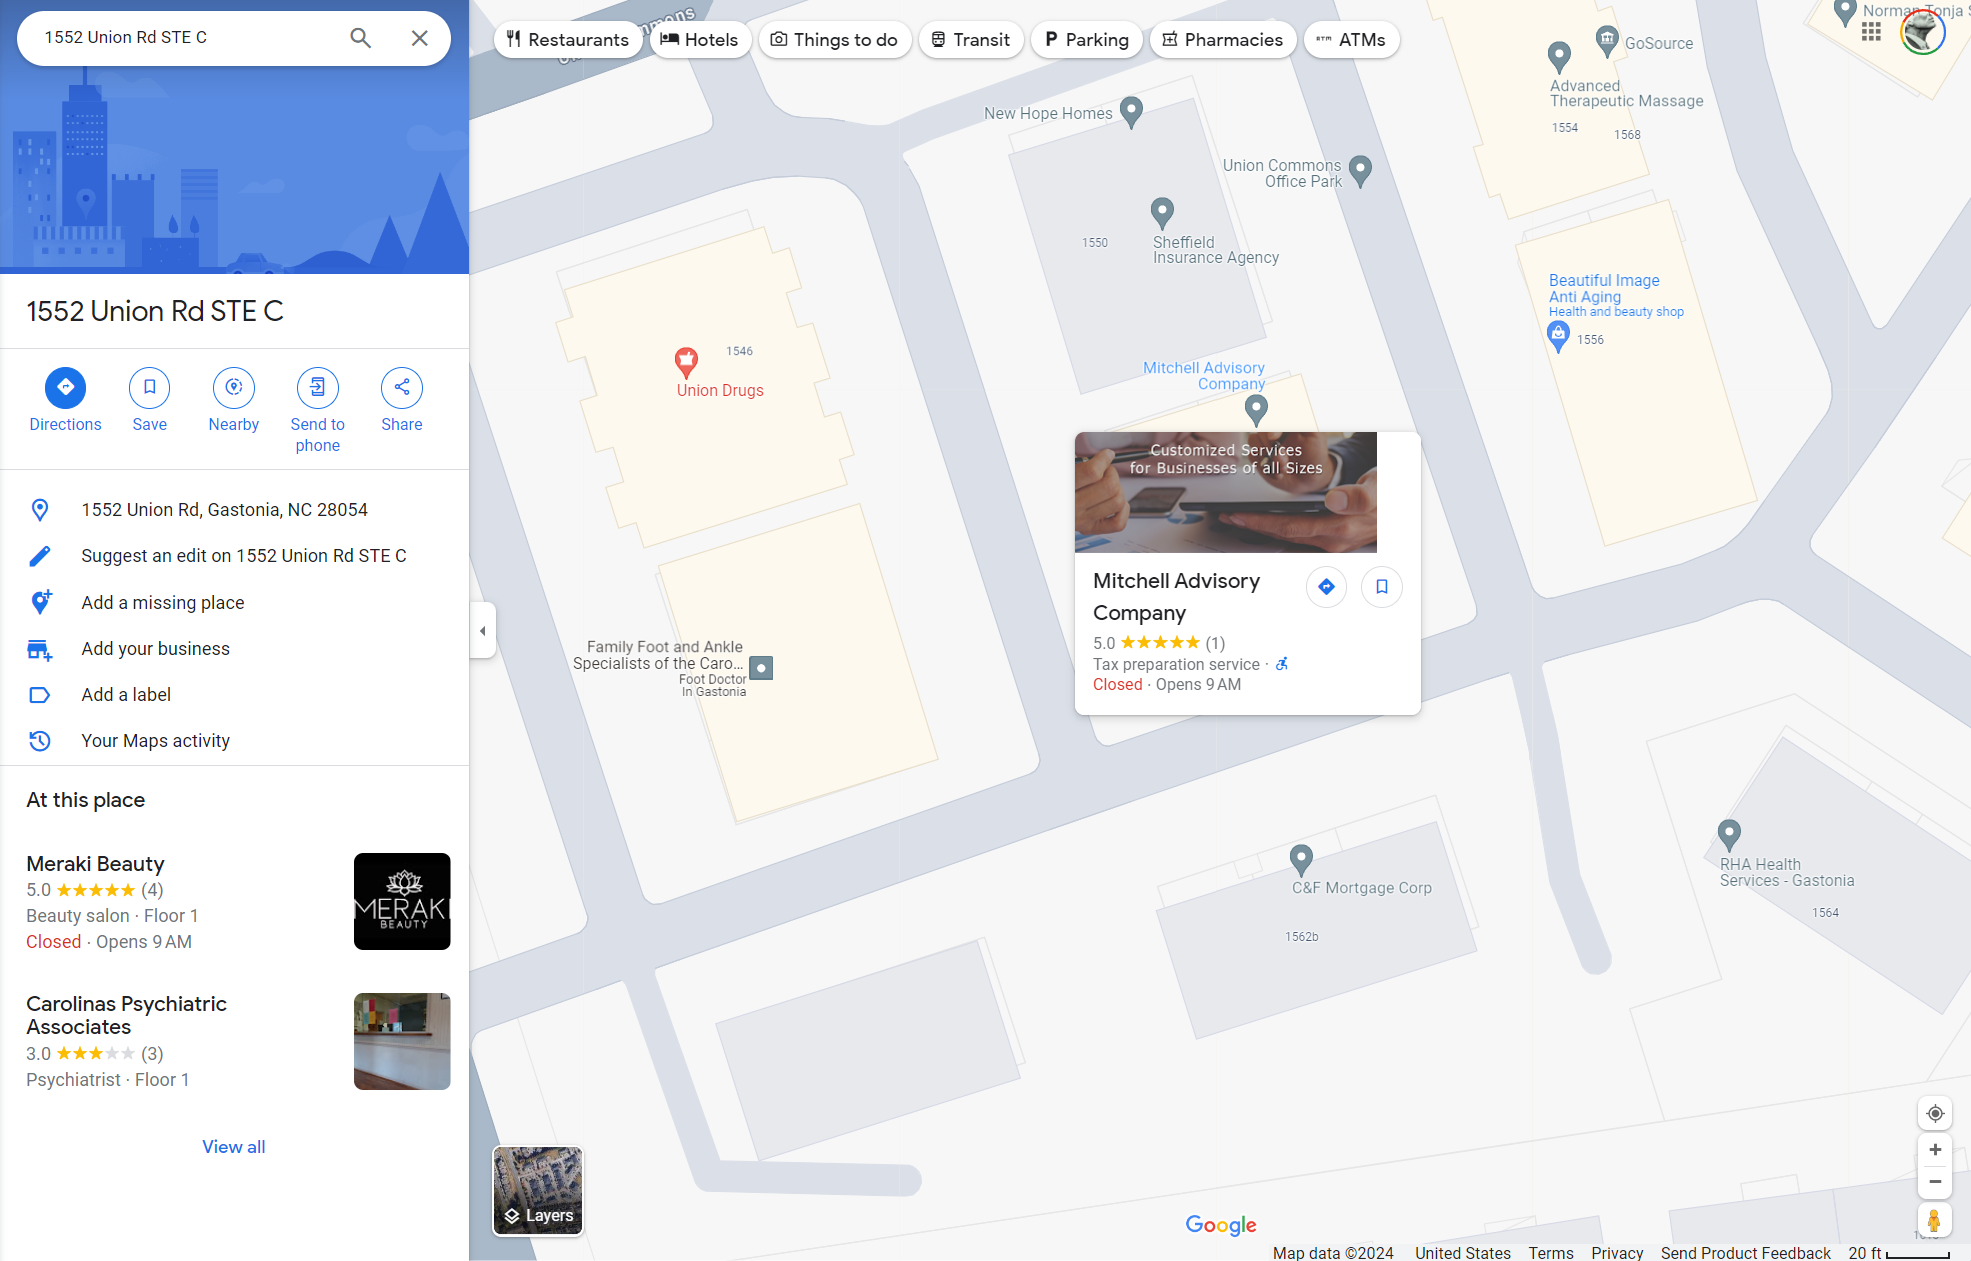 1552 Union Rd STE C
1552 Union Rd STE C
Directions
Save
Nearby
Send to
phone
Share
1552 Union Rd, Gastonia, NC 28054
Suggest an edit on 1552 Union Rd STE C
Add a missing place
Add your business
Add a label
Your Maps activity
At this place
Meraki Beauty
5.0 (4)
Beauty salon · Floor 1
Closed · Opens 9 AM
MERAKI
BEAUTY
Carolinas Psychiatric
Associates
3.0 (3)
Psychiatrist · Floor 1
View all
Restaurants
Hotels
Things to do
Transit
P Parking
Pharmacies
ATM ATMs
New Hope Homes
Union Commons
Office Park
Sheffield
Insurance Agency
1550
GoSource
Advanced
Therapeutic Massage
1554
1568
Norman Tonja S
Beautiful Image
Anti Aging
Health and beauty shop
1556
1546
Union Drugs
Mitchell Advisory
Company
Customized Services
for Businesses of all Sizes
Mitchell Advisory
Company
5.0 (1)
Tax preparation service ·
Closed · Opens 9 AM
Family Foot and Ankle
Specialists of the Caro...
Foot Doctor
In Gastonia
C&F Mortgage Corp
1562b
RHA Health
Services - Gastonia
1564
Layers
Google
Map data ©2024 United States Terms Privacy Send Product Feedback 20 ft